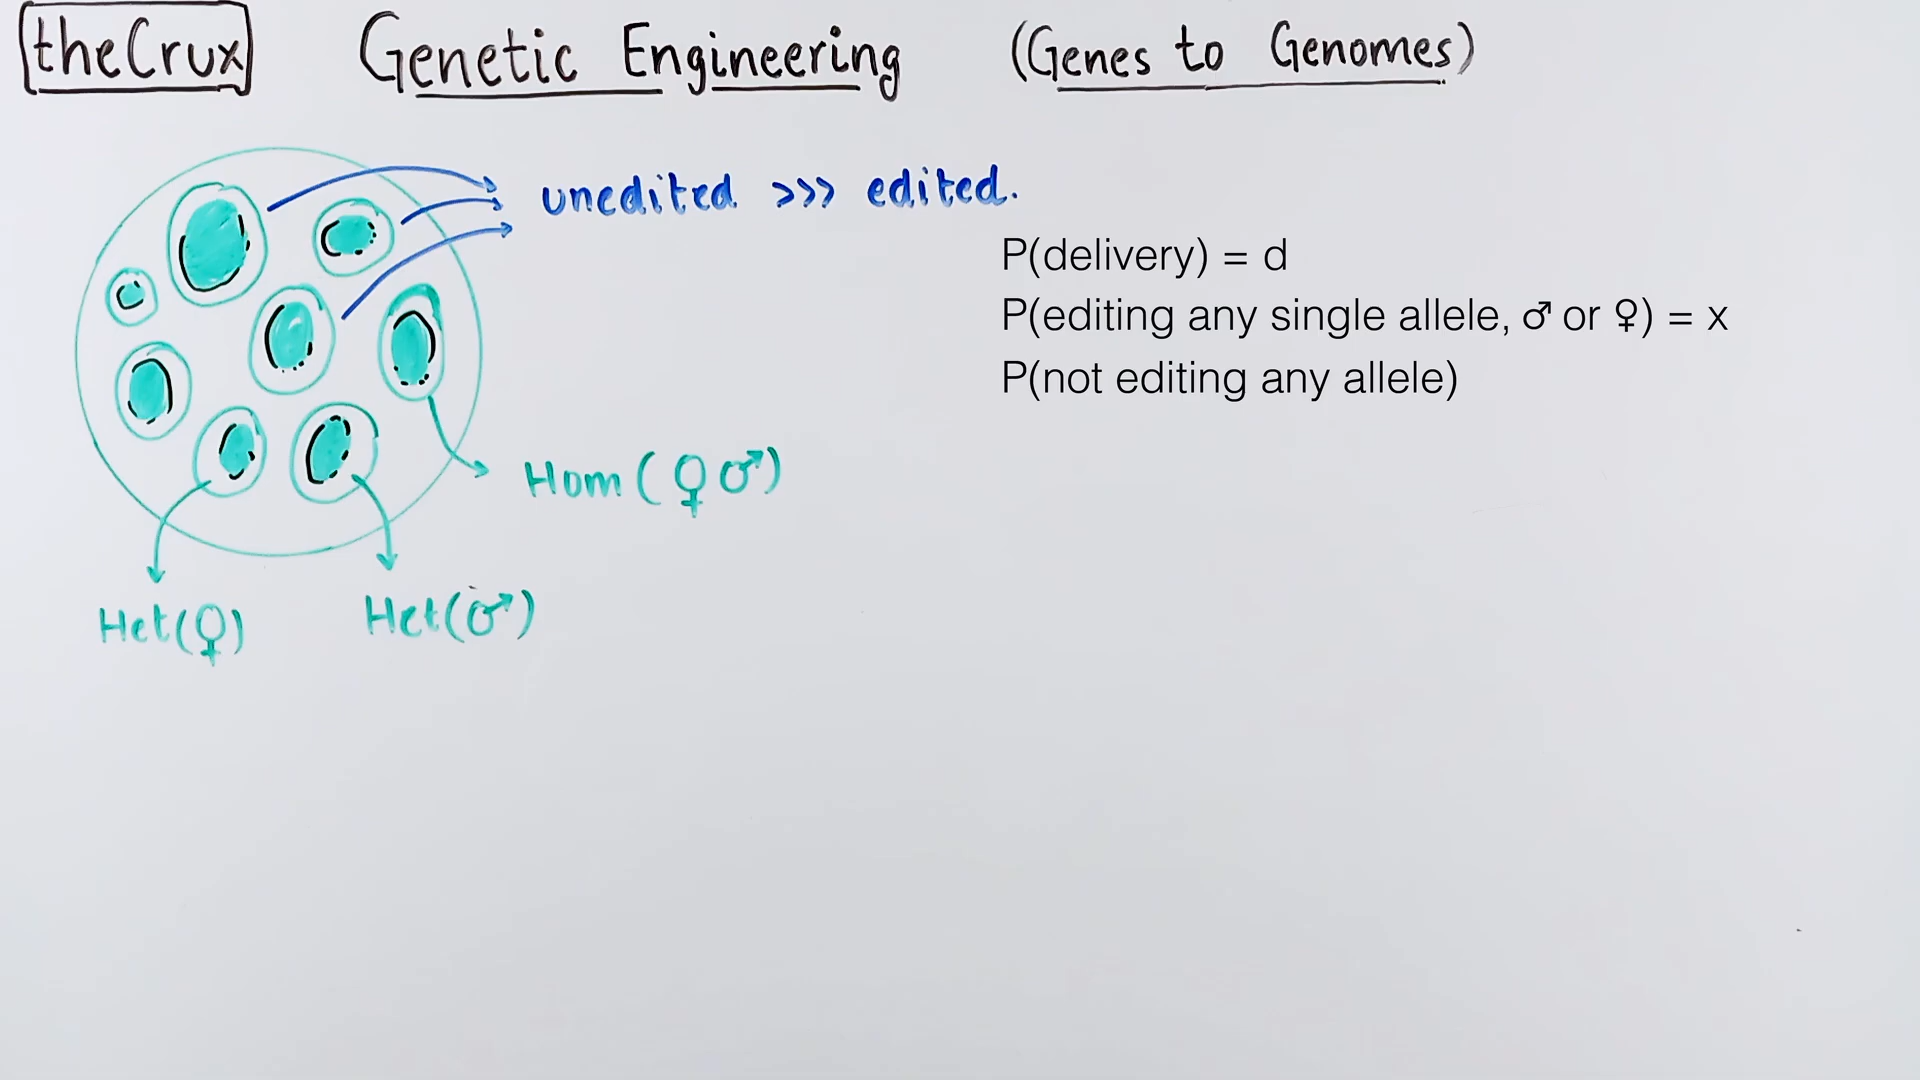 theCrux Genetic Engineering (Genes to Genomes)
unedited >>> edited.
P(delivery) = d
P(editing any single allele, ♂ or ♀) = x
P(not editing any allele)
Hom (♀♂)
Het(♀) Het(♂)